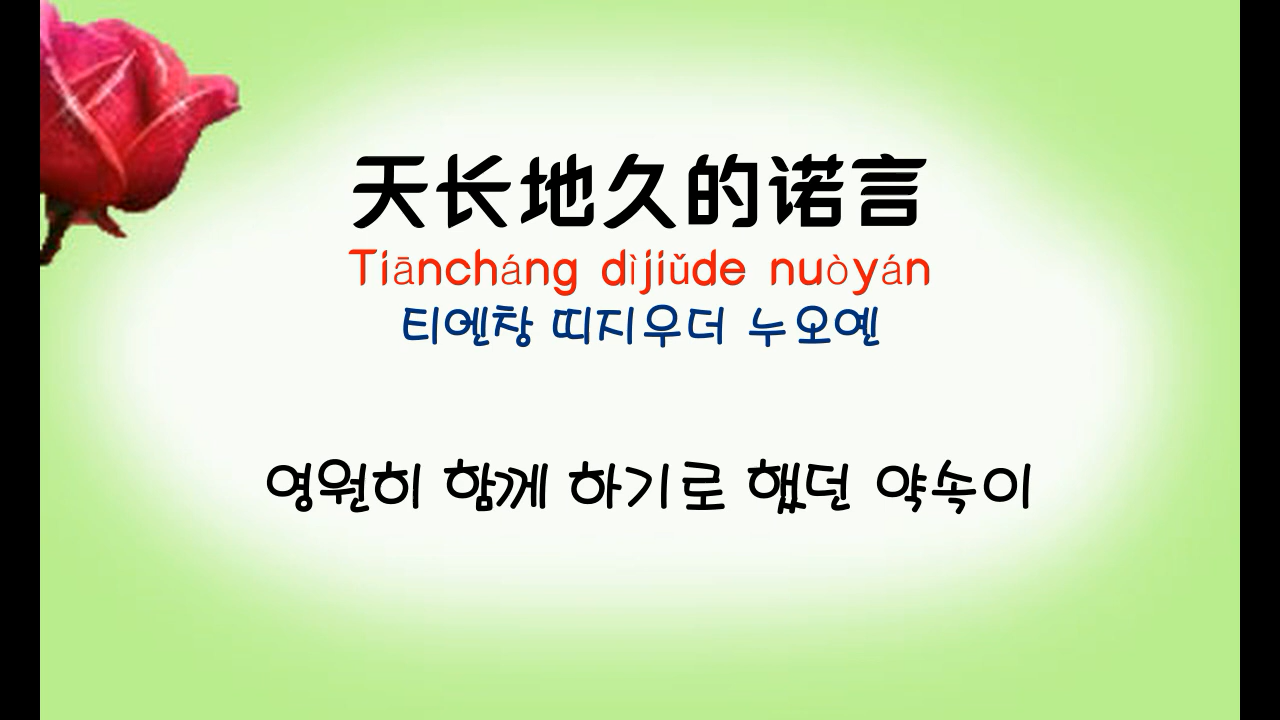 天长地久的诺言
Tiāncháng dìjiǔde nuòyán
티엔창 띠지우더 누오옌
영원히 함께 하기로 했던 약속이